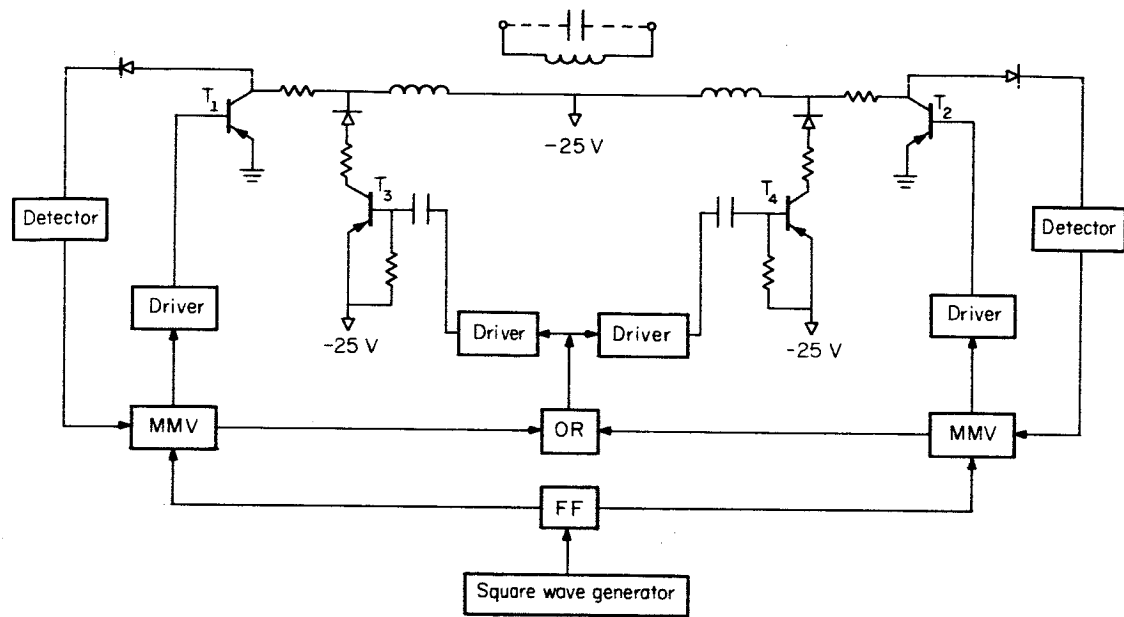 T1
T2
-25 V
T3
T4
Detector
Detector
Driver
Driver
Driver
Driver
-25 V
-25 V
MMV
OR
MMV
FF
Square wave generator